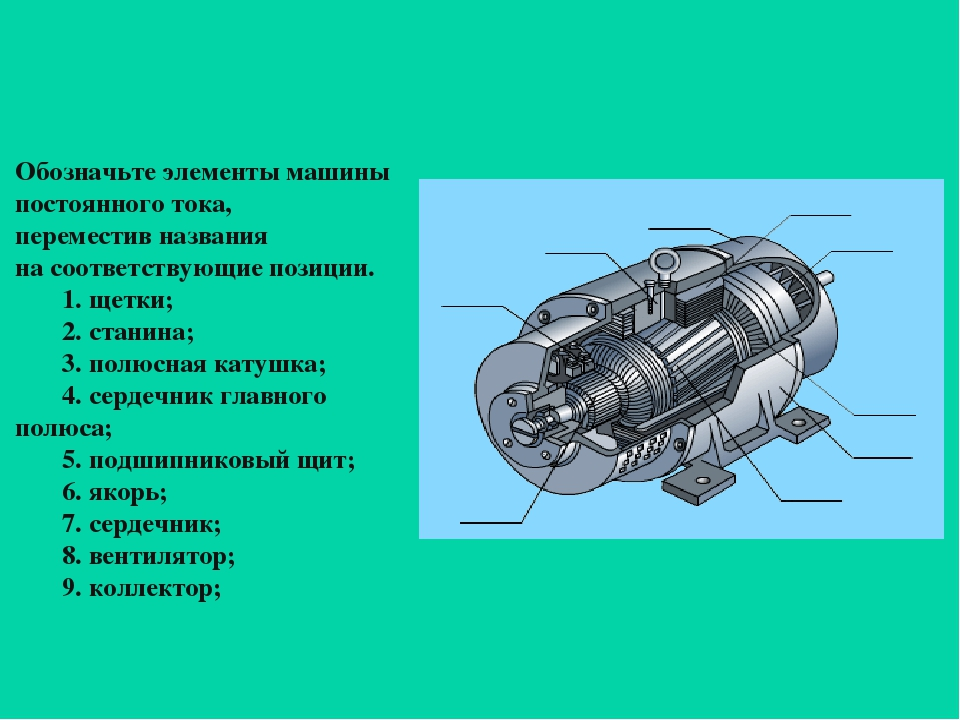 Обозначьте элементы машины
постоянного тока,
переместив названия
на соответствующие позиции.
1. щетки;
2. станина;
3. полюсная катушка;
4. сердечник главного
полюса;
5. подшипниковый щит;
6. якорь;
7. сердечник;
8. вентилятор;
9. коллектор;